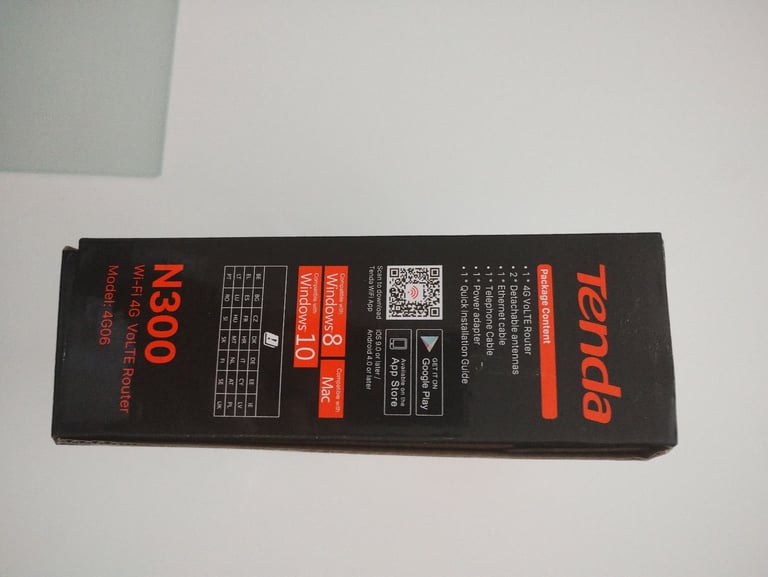 Tenda
Package Content
• 1* 4G VoLTE Router
• 2* Detachable antennas
• 1* Ethernet cable
• 1* Telephone Cable
• 1* Power adapter
• 1* Quick Installation Guide
GET IT ON
Google Play
Available on the
App Store
Scan to download
Tenda WiFi App
iOS 9.0 or later /
Android 4.0 or later
Compatible with
Windows 8
Compatible with
Mac
Compatible with
Windows 10
BE BG CZ DK DE EE IE
EL ES FR HR IT CY LV
LT LU HU MT NL AT PL
PT RO SI SK FI SE UK
N300
Wi-Fi 4G VoLTE Router
Model: 4G06